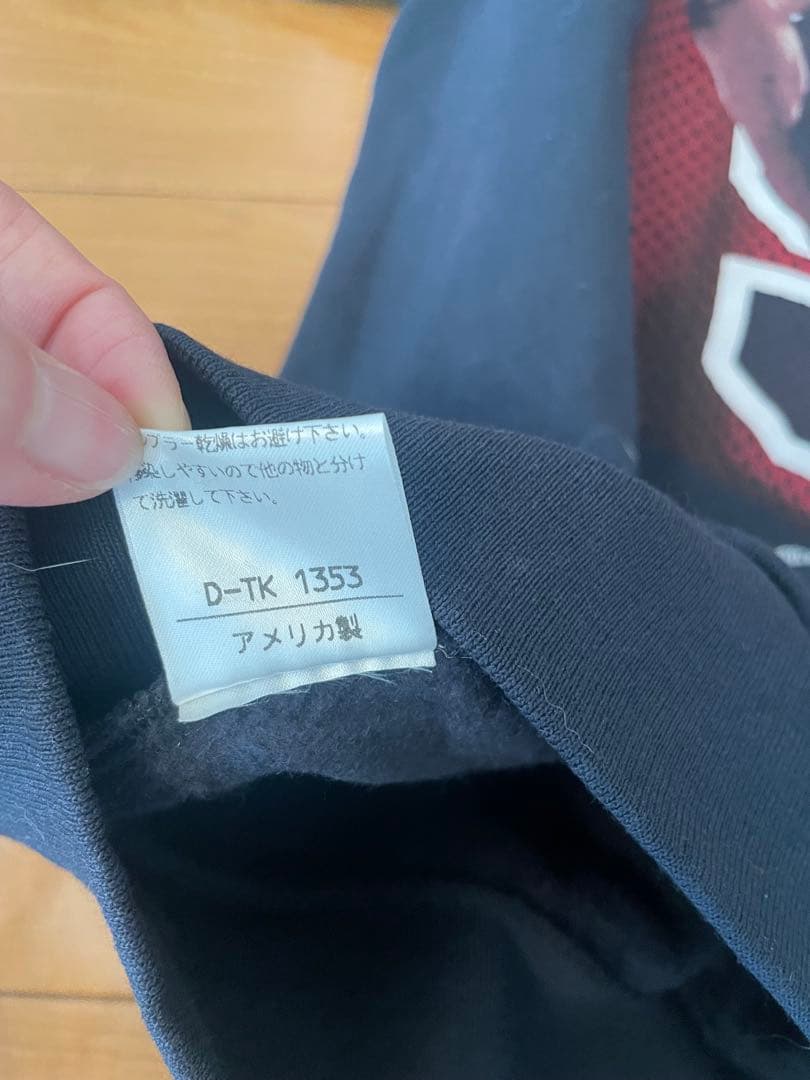 ブラー乾燥はお避け下さい。
染しやすいので他の物と分け
て洗濯して下さい。
D-TK 1353
アメリカ製